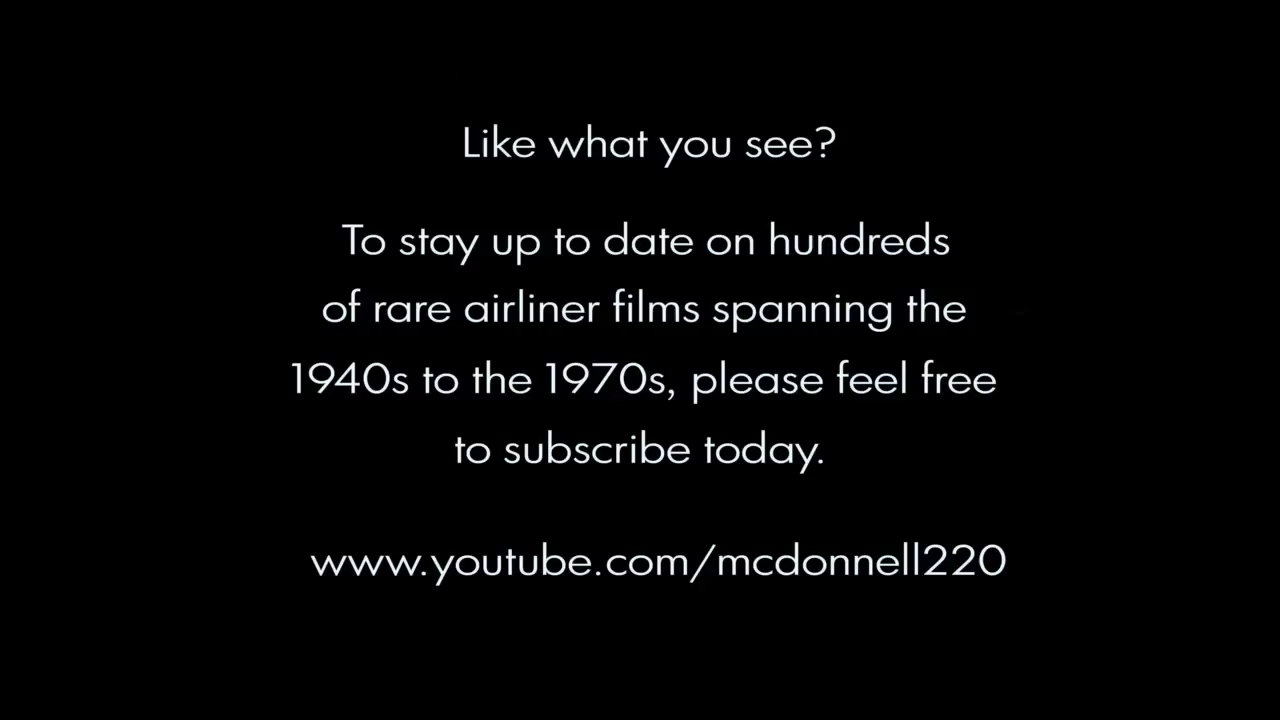 Like what you see?
To stay up to date on hundreds
of rare airliner films spanning the
1940s to the 1970s, please feel free
to subscribe today.
www.youtube.com/mcdonnell220